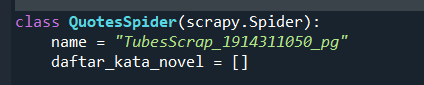 class QuotesSpider(scrapy.Spider):
    name = "TubesScrap_1914311050_pg"
    daftar_kata_novel = []